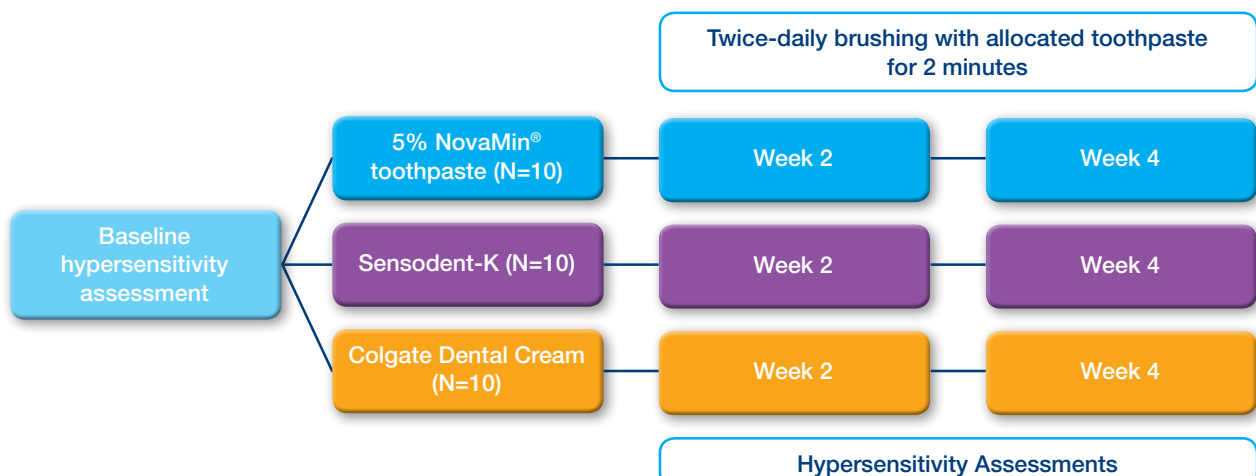 Twice-daily brushing with allocated toothpaste
for 2 minutes
5% NovaMin®
toothpaste (N=10)
Week 2
Week 4
Baseline
hypersensitivity
assessment
Sensodent-K (N=10)
Week 2
Week 4
Colgate Dental Cream
(N=10)
Week 2
Week 4
Hypersensitivity Assessments